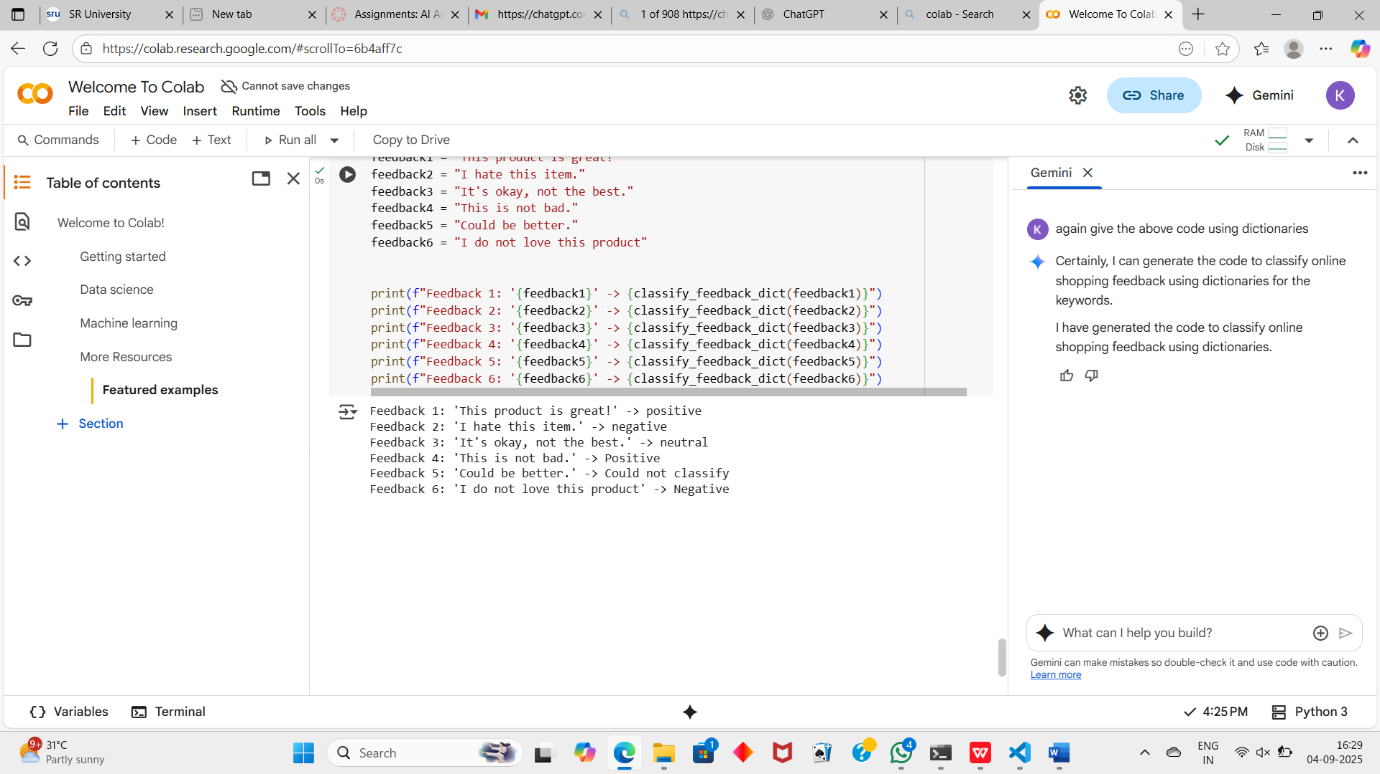 SR University
New tab
Assignments: AI As
https://chatgpt.co
1 of 908 https://ch
ChatGPT
colab - Search
Welcome To Colab
https://colab.research.google.com/#scrollTo=6b4aff7c
Welcome To Colab
Cannot save changes
File Edit View Insert Runtime Tools Help
Share
Gemini
K
Commands
+ Code + Text
Run all
Copy to Drive
RAM
Disk
Table of contents
Welcome to Colab!
Getting started
Data science
Machine learning
More Resources
Featured examples
+ Section
0s
feedback1 = "This product is great!"
feedback2 = "I hate this item."
feedback3 = "It's okay, not the best."
feedback4 = "This is not bad."
feedback5 = "Could be better."
feedback6 = "I do not love this product"
print(f"Feedback 1: '{feedback1}' -> {classify_feedback_dict(feedback1)}")
print(f"Feedback 2: '{feedback2}' -> {classify_feedback_dict(feedback2)}")
print(f"Feedback 3: '{feedback3}' -> {classify_feedback_dict(feedback3)}")
print(f"Feedback 4: '{feedback4}' -> {classify_feedback_dict(feedback4)}")
print(f"Feedback 5: '{feedback5}' -> {classify_feedback_dict(feedback5)}")
print(f"Feedback 6: '{feedback6}' -> {classify_feedback_dict(feedback6)}")
Feedback 1: 'This product is great!' -> positive
Feedback 2: 'I hate this item.' -> negative
Feedback 3: 'It's okay, not the best.' -> neutral
Feedback 4: 'This is not bad.' -> Positive
Feedback 5: 'Could be better.' -> Could not classify
Feedback 6: 'I do not love this product' -> Negative
Gemini
K
again give the above code using dictionaries
Certainly, I can generate the code to classify online
shopping feedback using dictionaries for the
keywords.
I have generated the code to classify online
shopping feedback using dictionaries.
What can I help you build?
Gemini can make mistakes so double-check it and use code with caution.
Learn more
Variables
Terminal
4:25 PM
Python 3
9+
31°C
Partly sunny
Search
1
4
ENG
IN
16:29
04-09-2025